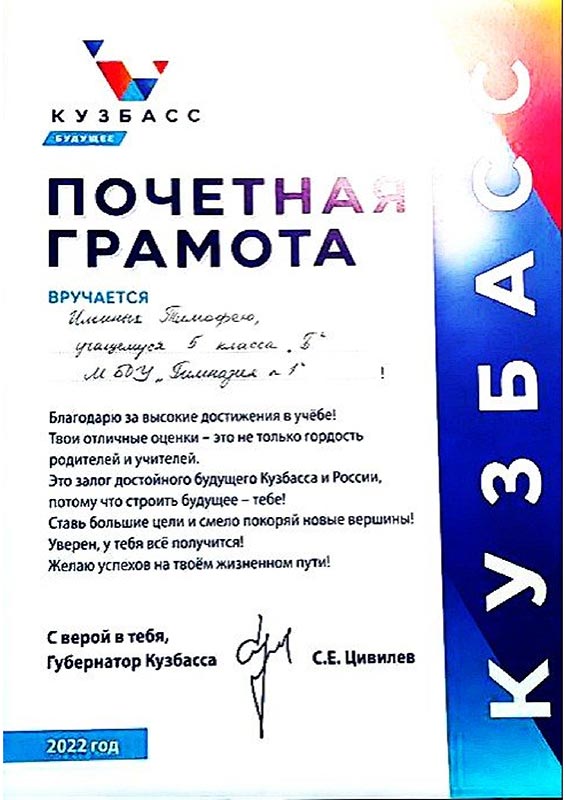 КУЗБАСС
БУДУЩЕЕ
ПОЧЕТНАЯ
ГРАМОТА
ВРУЧАЕТСЯ
Тимофею,
учащемуся 5 класса „Б“
МБОУ „Гимназия №1“ !
Благодарю за высокие достижения в учёбе!
Твои отличные оценки – это не только гордость
родителей и учителей.
Это залог достойного будущего Кузбасса и России,
потому что строить будущее – тебе!
Ставь большие цели и смело покоряй новые вершины!
Уверен, у тебя всё получится!
Желаю успехов на твоём жизненном пути!
С верой в тебя,
Губернатор Кузбасса С.Е. Цивилев
2022 год
КУЗБАСС